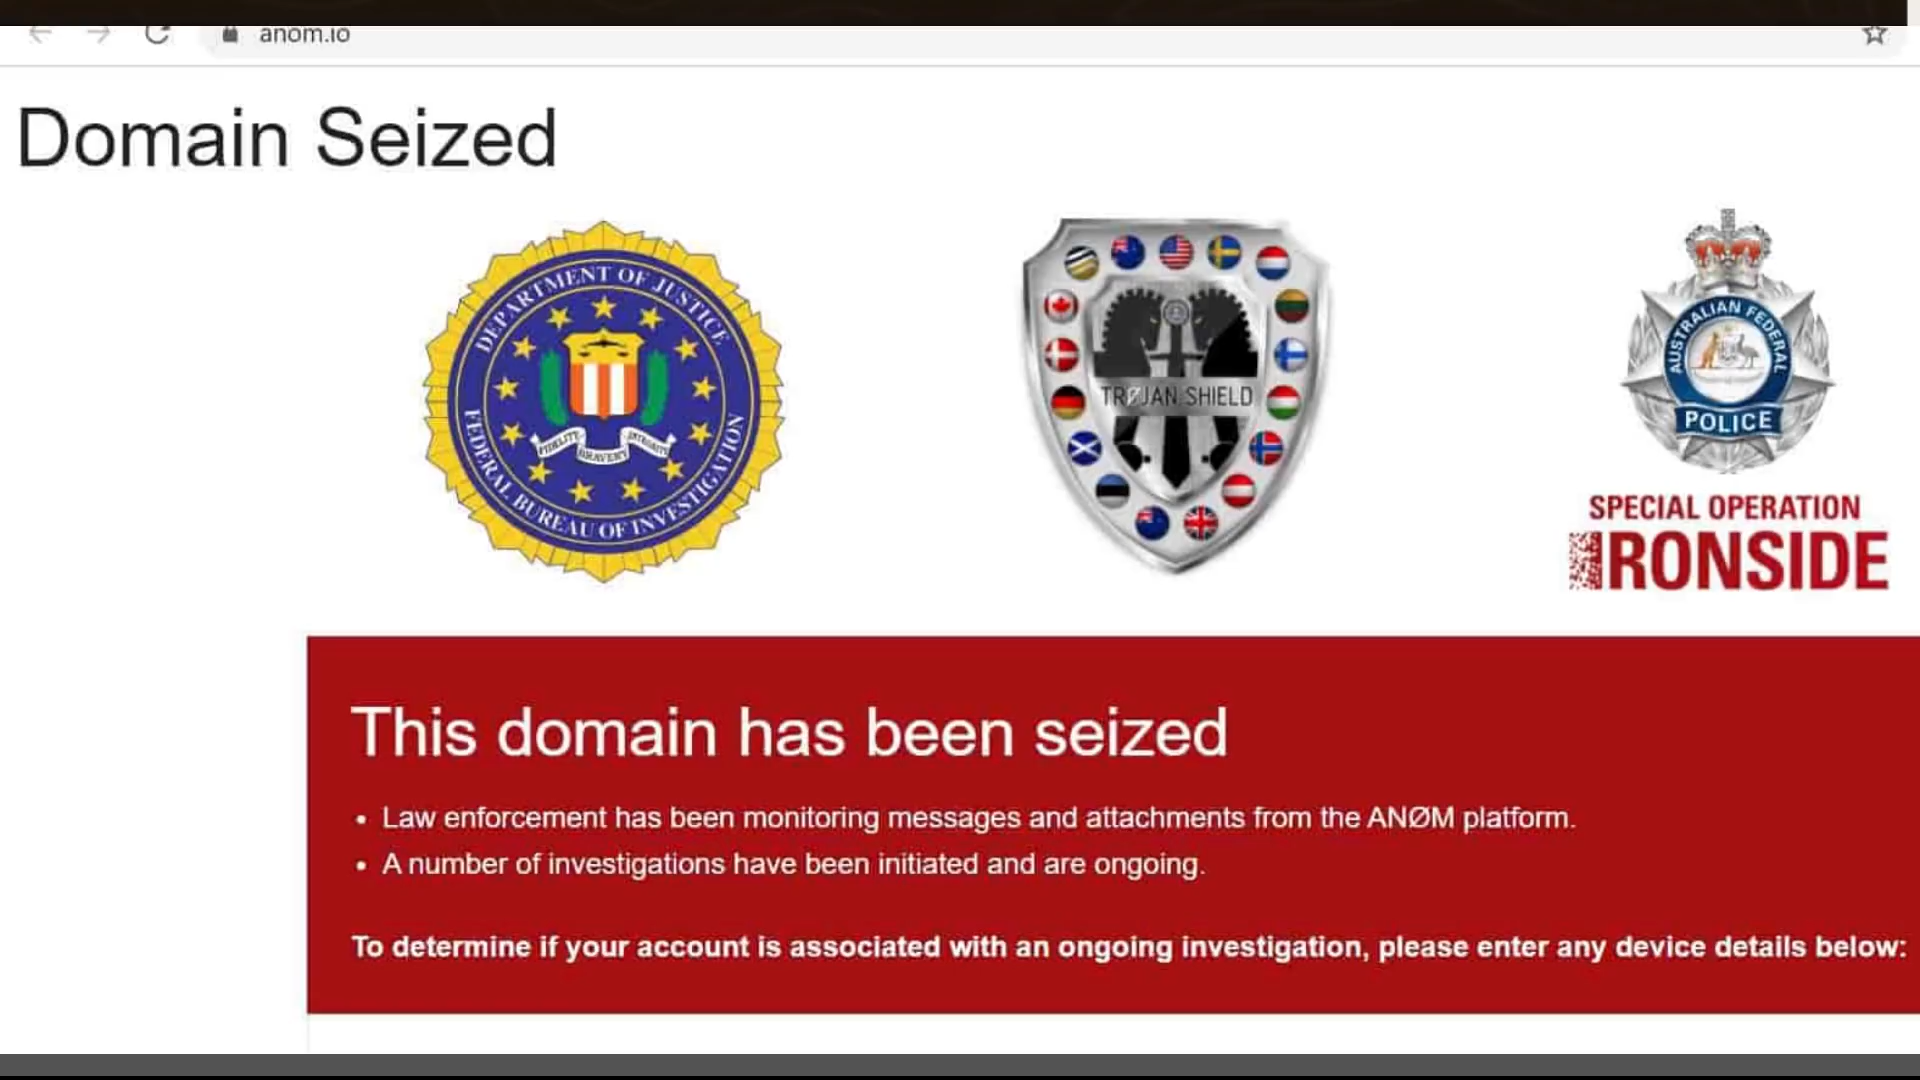 anom.io
Domain Seized
DEPARTMENT OF JUSTICE
FEDERAL BUREAU OF INVESTIGATION
FIDELITY
BRAVERY
INTEGRITY
TRØJAN SHIELD
AUSTRALIAN FEDERAL
POLICE
SPECIAL OPERATION
IRONSIDE
This domain has been seized
• Law enforcement has been monitoring messages and attachments from the ANØM platform.
• A number of investigations have been initiated and are ongoing.
To determine if your account is associated with an ongoing investigation, please enter any device details below: